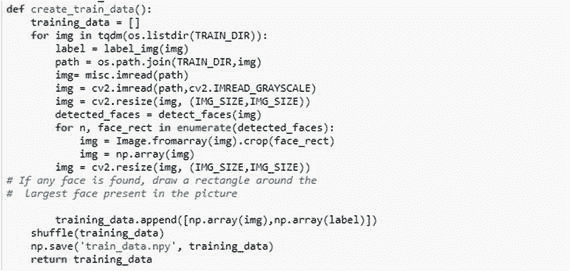 def create_train_data():
    training_data = []
    for img in tqdm(os.listdir(TRAIN_DIR)):
        label = label_img(img)
        path = os.path.join(TRAIN_DIR,img)
        img= misc.imread(path)
        img = cv2.imread(path,cv2.IMREAD_GRAYSCALE)
        img = cv2.resize(img, (IMG_SIZE,IMG_SIZE))
        detected_faces = detect_faces(img)
        for n, face_rect in enumerate(detected_faces):
            img = Image.fromarray(img).crop(face_rect)
            img = np.array(img)
        img = cv2.resize(img, (IMG_SIZE,IMG_SIZE))
# If any face is found, draw a rectangle around the
#  largest face present in the picture
        training_data.append([np.array(img),np.array(label)])
    shuffle(training_data)
    np.save('train_data.npy', training_data)
    return training_data